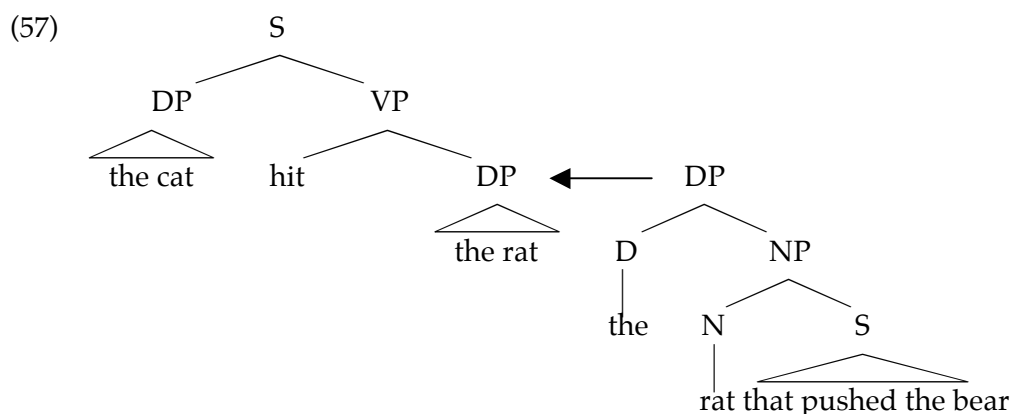 (57) S
DP VP
the cat hit DP DP
the rat D NP
the N S
rat that pushed the bear